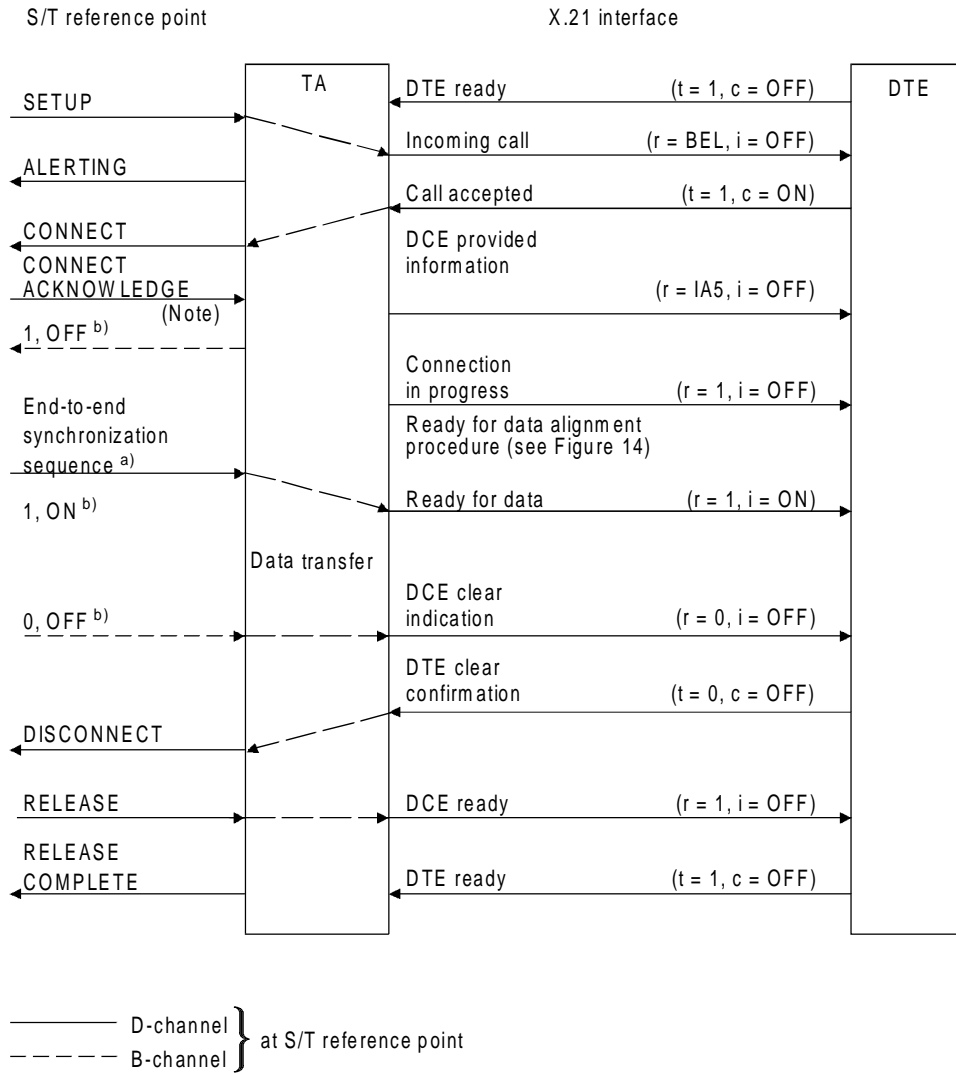 S/T reference point
X.21 interface
TA
DTE
DTE ready (t = 1, c = OFF)
SETUP
Incoming call (r = BEL, i = OFF)
ALERTING
Call accepted (t = 1, c = ON)
CONNECT
DCE provided
information
CONNECT
ACKNOWLEDGE
(Note)
(r = IA5, i = OFF)
1, OFF b)
Connection
in progress (r = 1, i = OFF)
End-to-end
synchronization
sequence a)
Ready for data alignment
procedure (see Figure 14)
1, ON b)
Ready for data (r = 1, i = ON)
Data transfer
0, OFF b)
DCE clear
indication (r = 0, i = OFF)
DTE clear
confirmation (t = 0, c = OFF)
DISCONNECT
RELEASE
DCE ready (r = 1, i = OFF)
RELEASE
COMPLETE
DTE ready (t = 1, c = OFF)
D-channel
B-channel
at S/T reference point